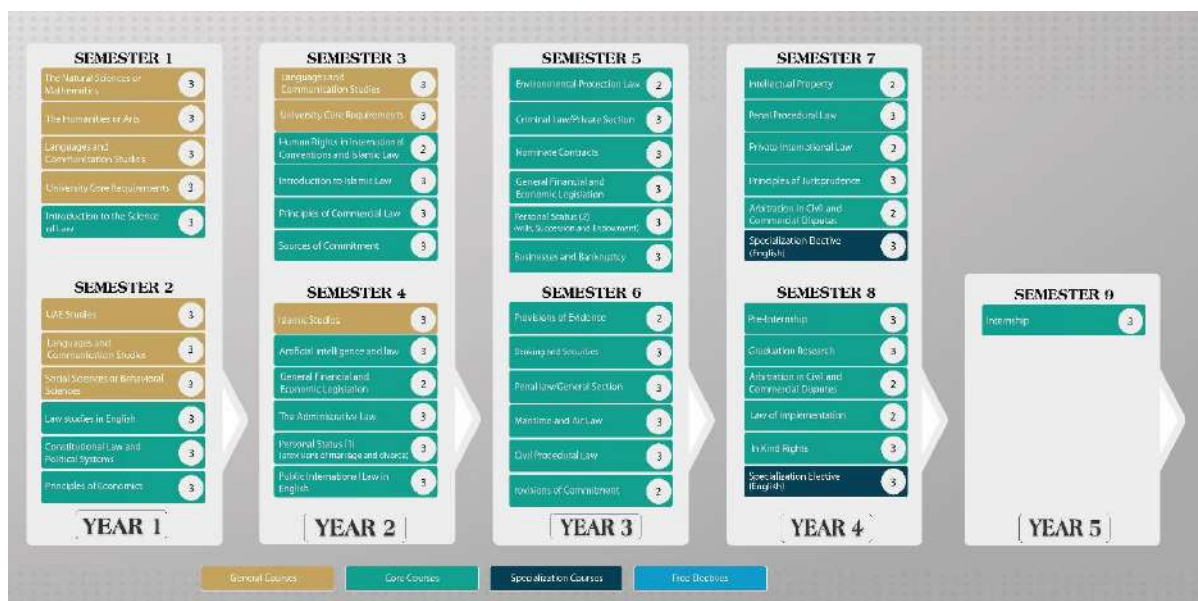 SEMESTER 1
The Natural Sciences or
Mathematics
3
The Humanities or Arts
3
Languages and
Communication Studies
3
University Core Requirements
3
Introduction to the Science
of Law
3
SEMESTER 2
UAE Studies
3
Languages and
Communication Studies
3
Social Sciences or Behavioral
Sciences
3
Law studies in English
3
Constitutional Law and
Political Systems
3
Principles of Economics
3
YEAR 1
SEMESTER 3
Languages and
Communication Studies
3
University Core Requirements
3
Human Rights in International
Conventions and Islamic Law
2
Introduction to Islamic Law
3
Principles of Commercial Law
3
Sources of Commitment
3
SEMESTER 4
Islamic Studies
3
Artificial intelligence and law
3
General Financial and
Economic Legislation
2
The Administrative Law
3
Personal Status (1)
(provisions of marriage and divorce)
3
Public International Law in
English
3
YEAR 2
SEMESTER 5
Environmental Protection Law
2
Criminal Law/Private Section
3
Nominate Contracts
3
General Financial and
Economic Legislation
3
Personal Status (2)
(wills, Succession and Endowment)
3
Businesses and Bankruptcy
3
SEMESTER 6
Provisions of Evidence
2
Banking and Securities
3
Penal law/General Section
3
Maritime and Air Law
3
Civil Procedural Law
3
rovisions of Commitment
2
YEAR 3
SEMESTER 7
Intellectual Property
2
Penal Procedural Law
3
Private International Law
2
Principles of Jurisprudence
3
Arbitration in Civil and
Commercial Disputes
2
Specialization Elective
(English)
3
SEMESTER 8
Pre-Internship
3
Graduation Research
3
Arbitration in Civil and
Commercial Disputes
2
Law of Implementation
2
In Kind Rights
3
Specialization Elective
(English)
3
YEAR 4
SEMESTER 9
Internship
3
YEAR 5
General Courses
Core Courses
Specialization Courses
Free Electives